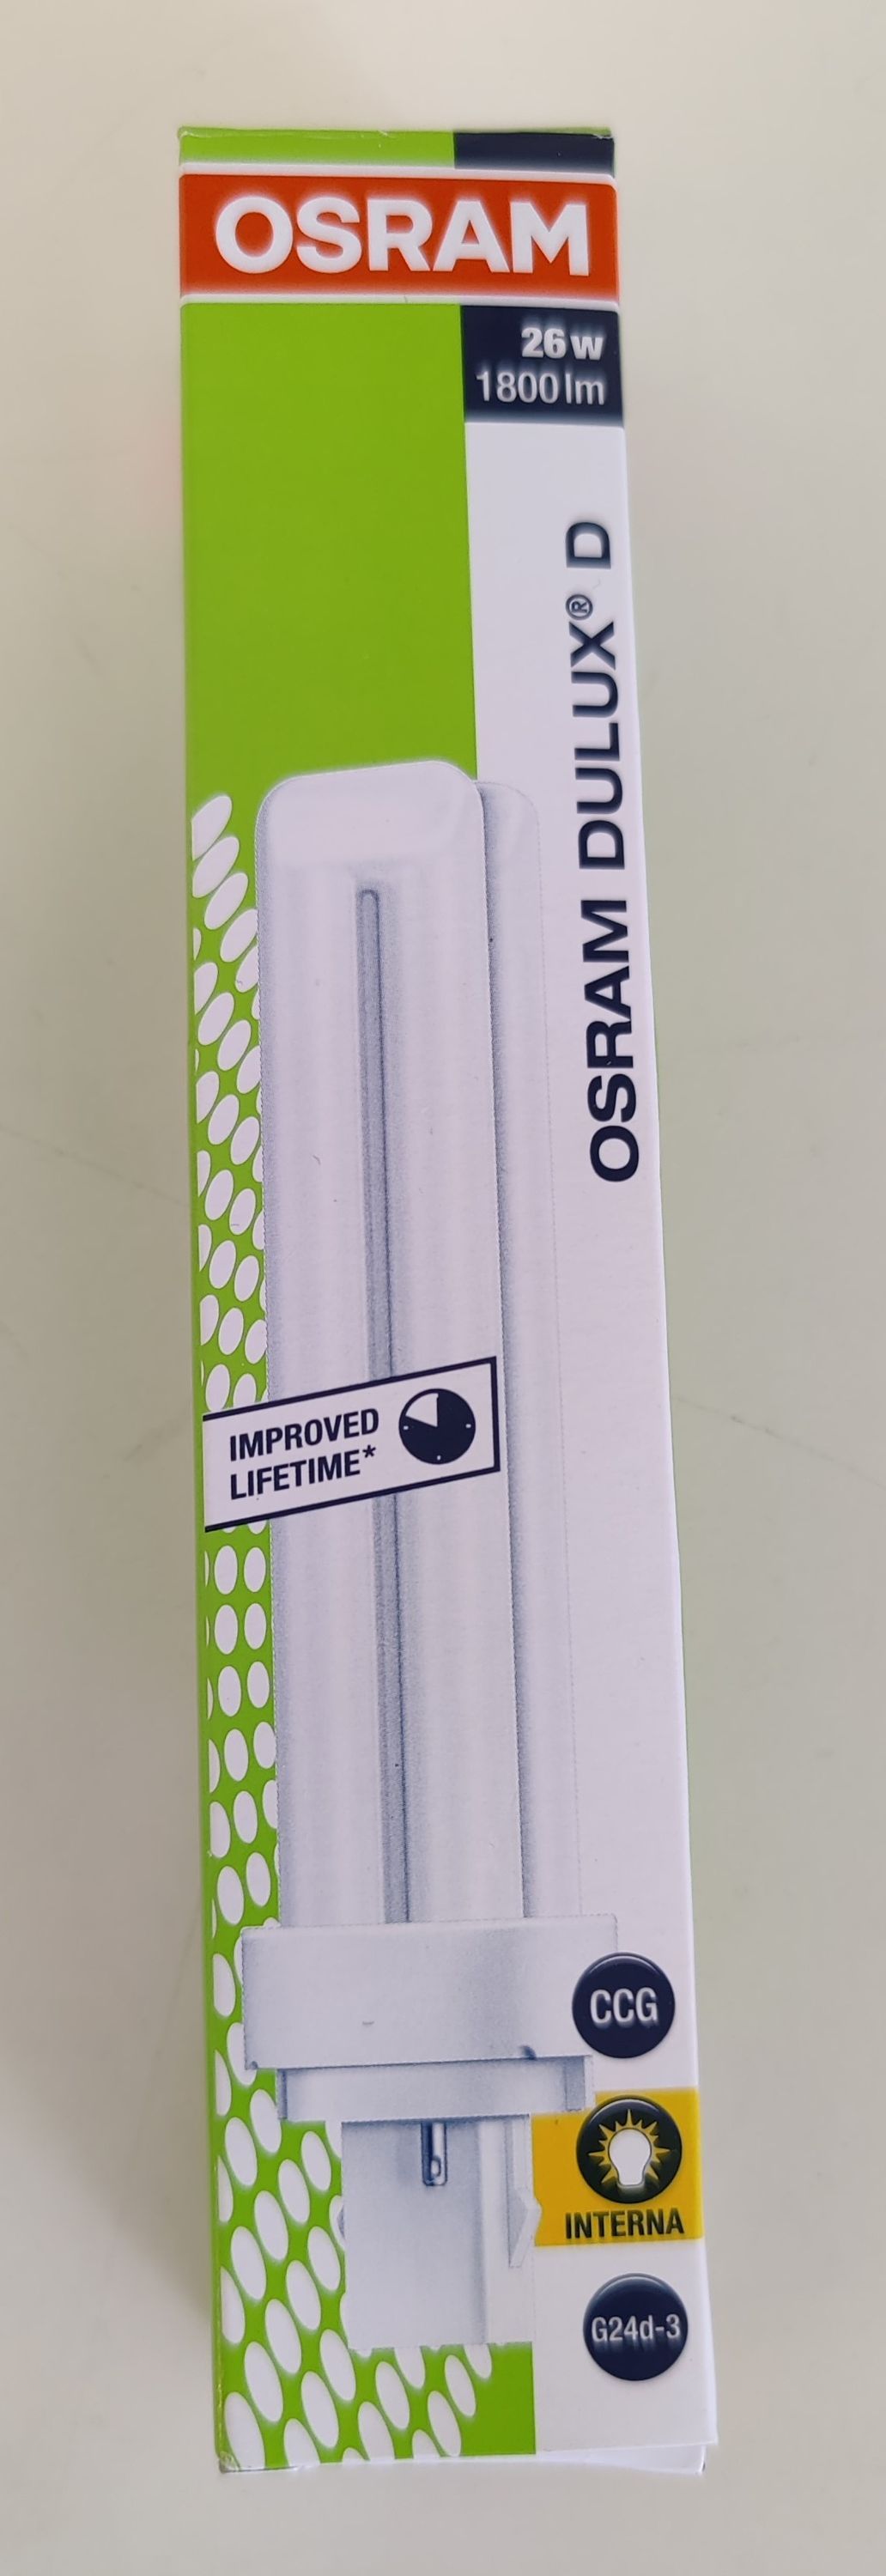 OSRAM
26 W
1800 lm
OSRAM DULUX® D
IMPROVED
LIFETIME*
CCG
INTERNA
G24d-3